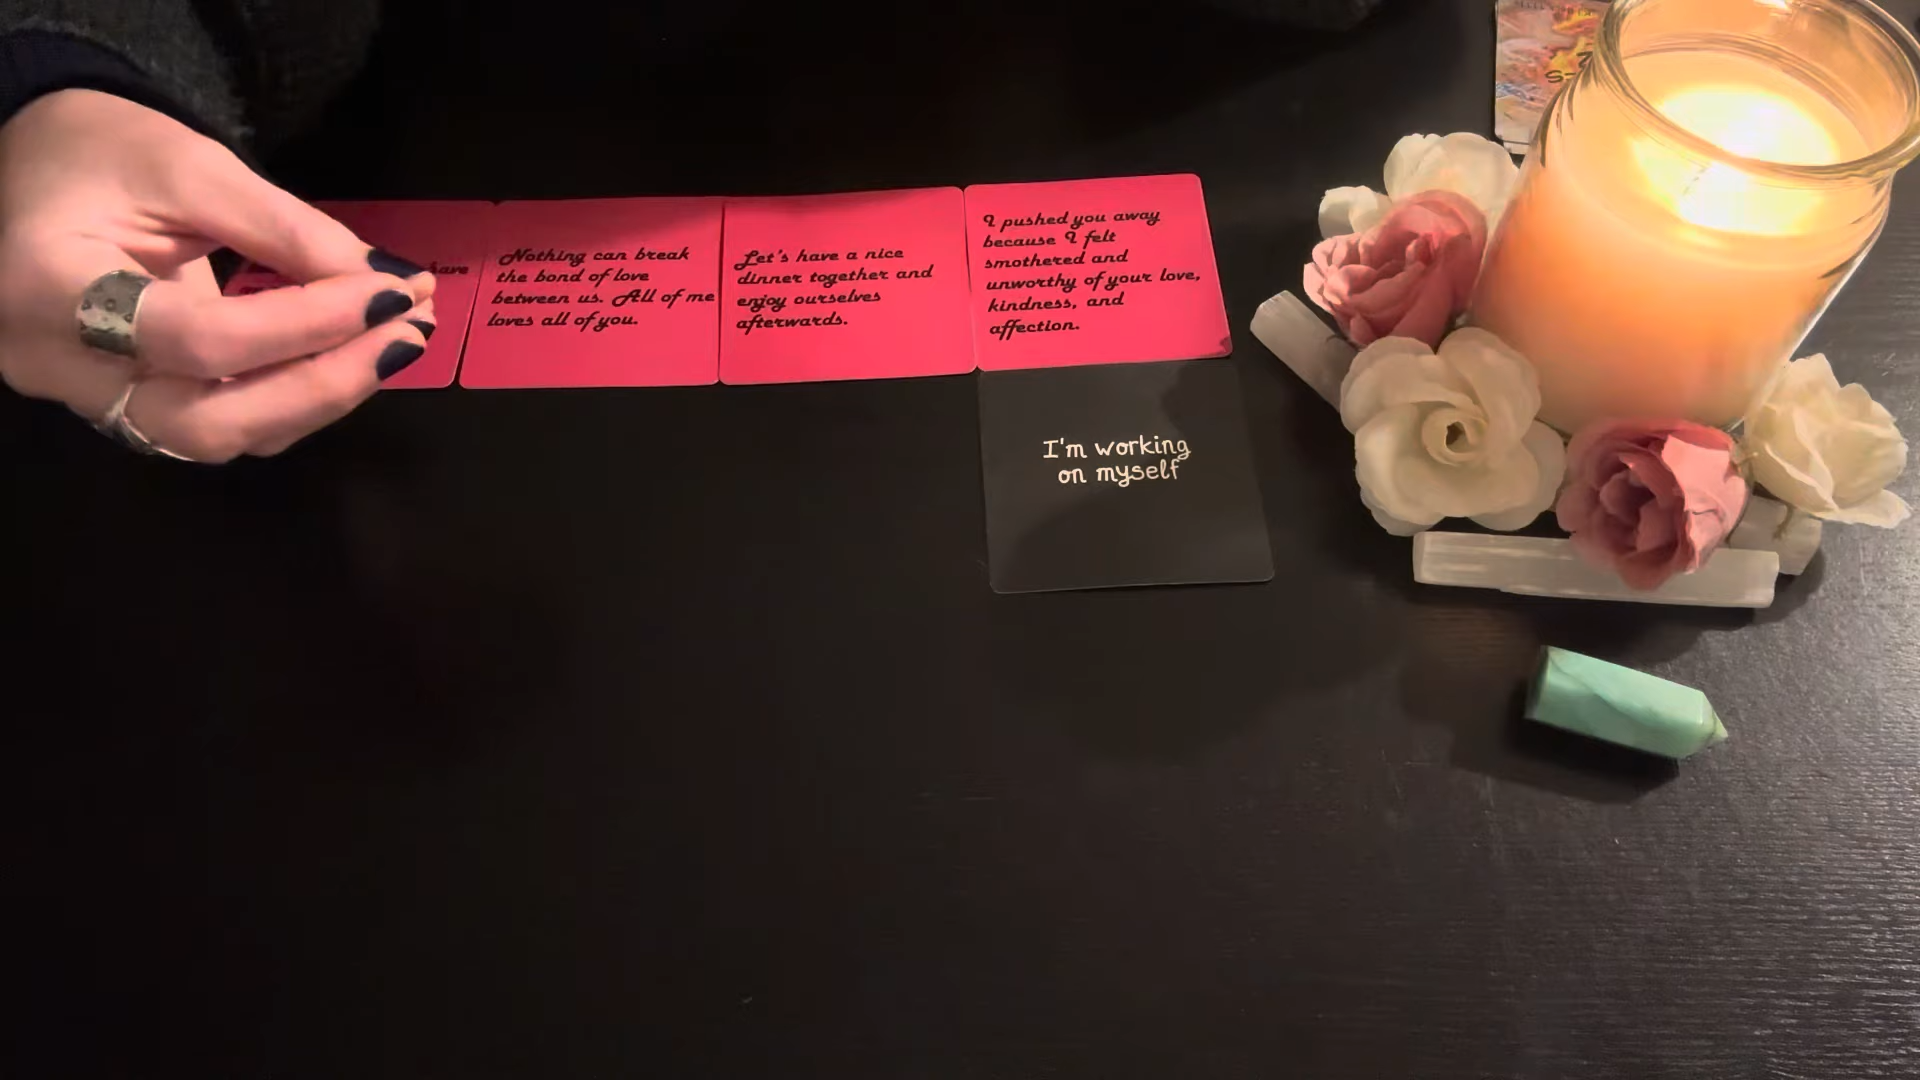 have
Nothing can break
the bond of love
between us. All of me
loves all of you.
Let's have a nice
dinner together and
enjoy ourselves
afterwards.
I pushed you away
because I felt
smothered and
unworthy of your love,
kindness, and
affection.
I'm working
on myself